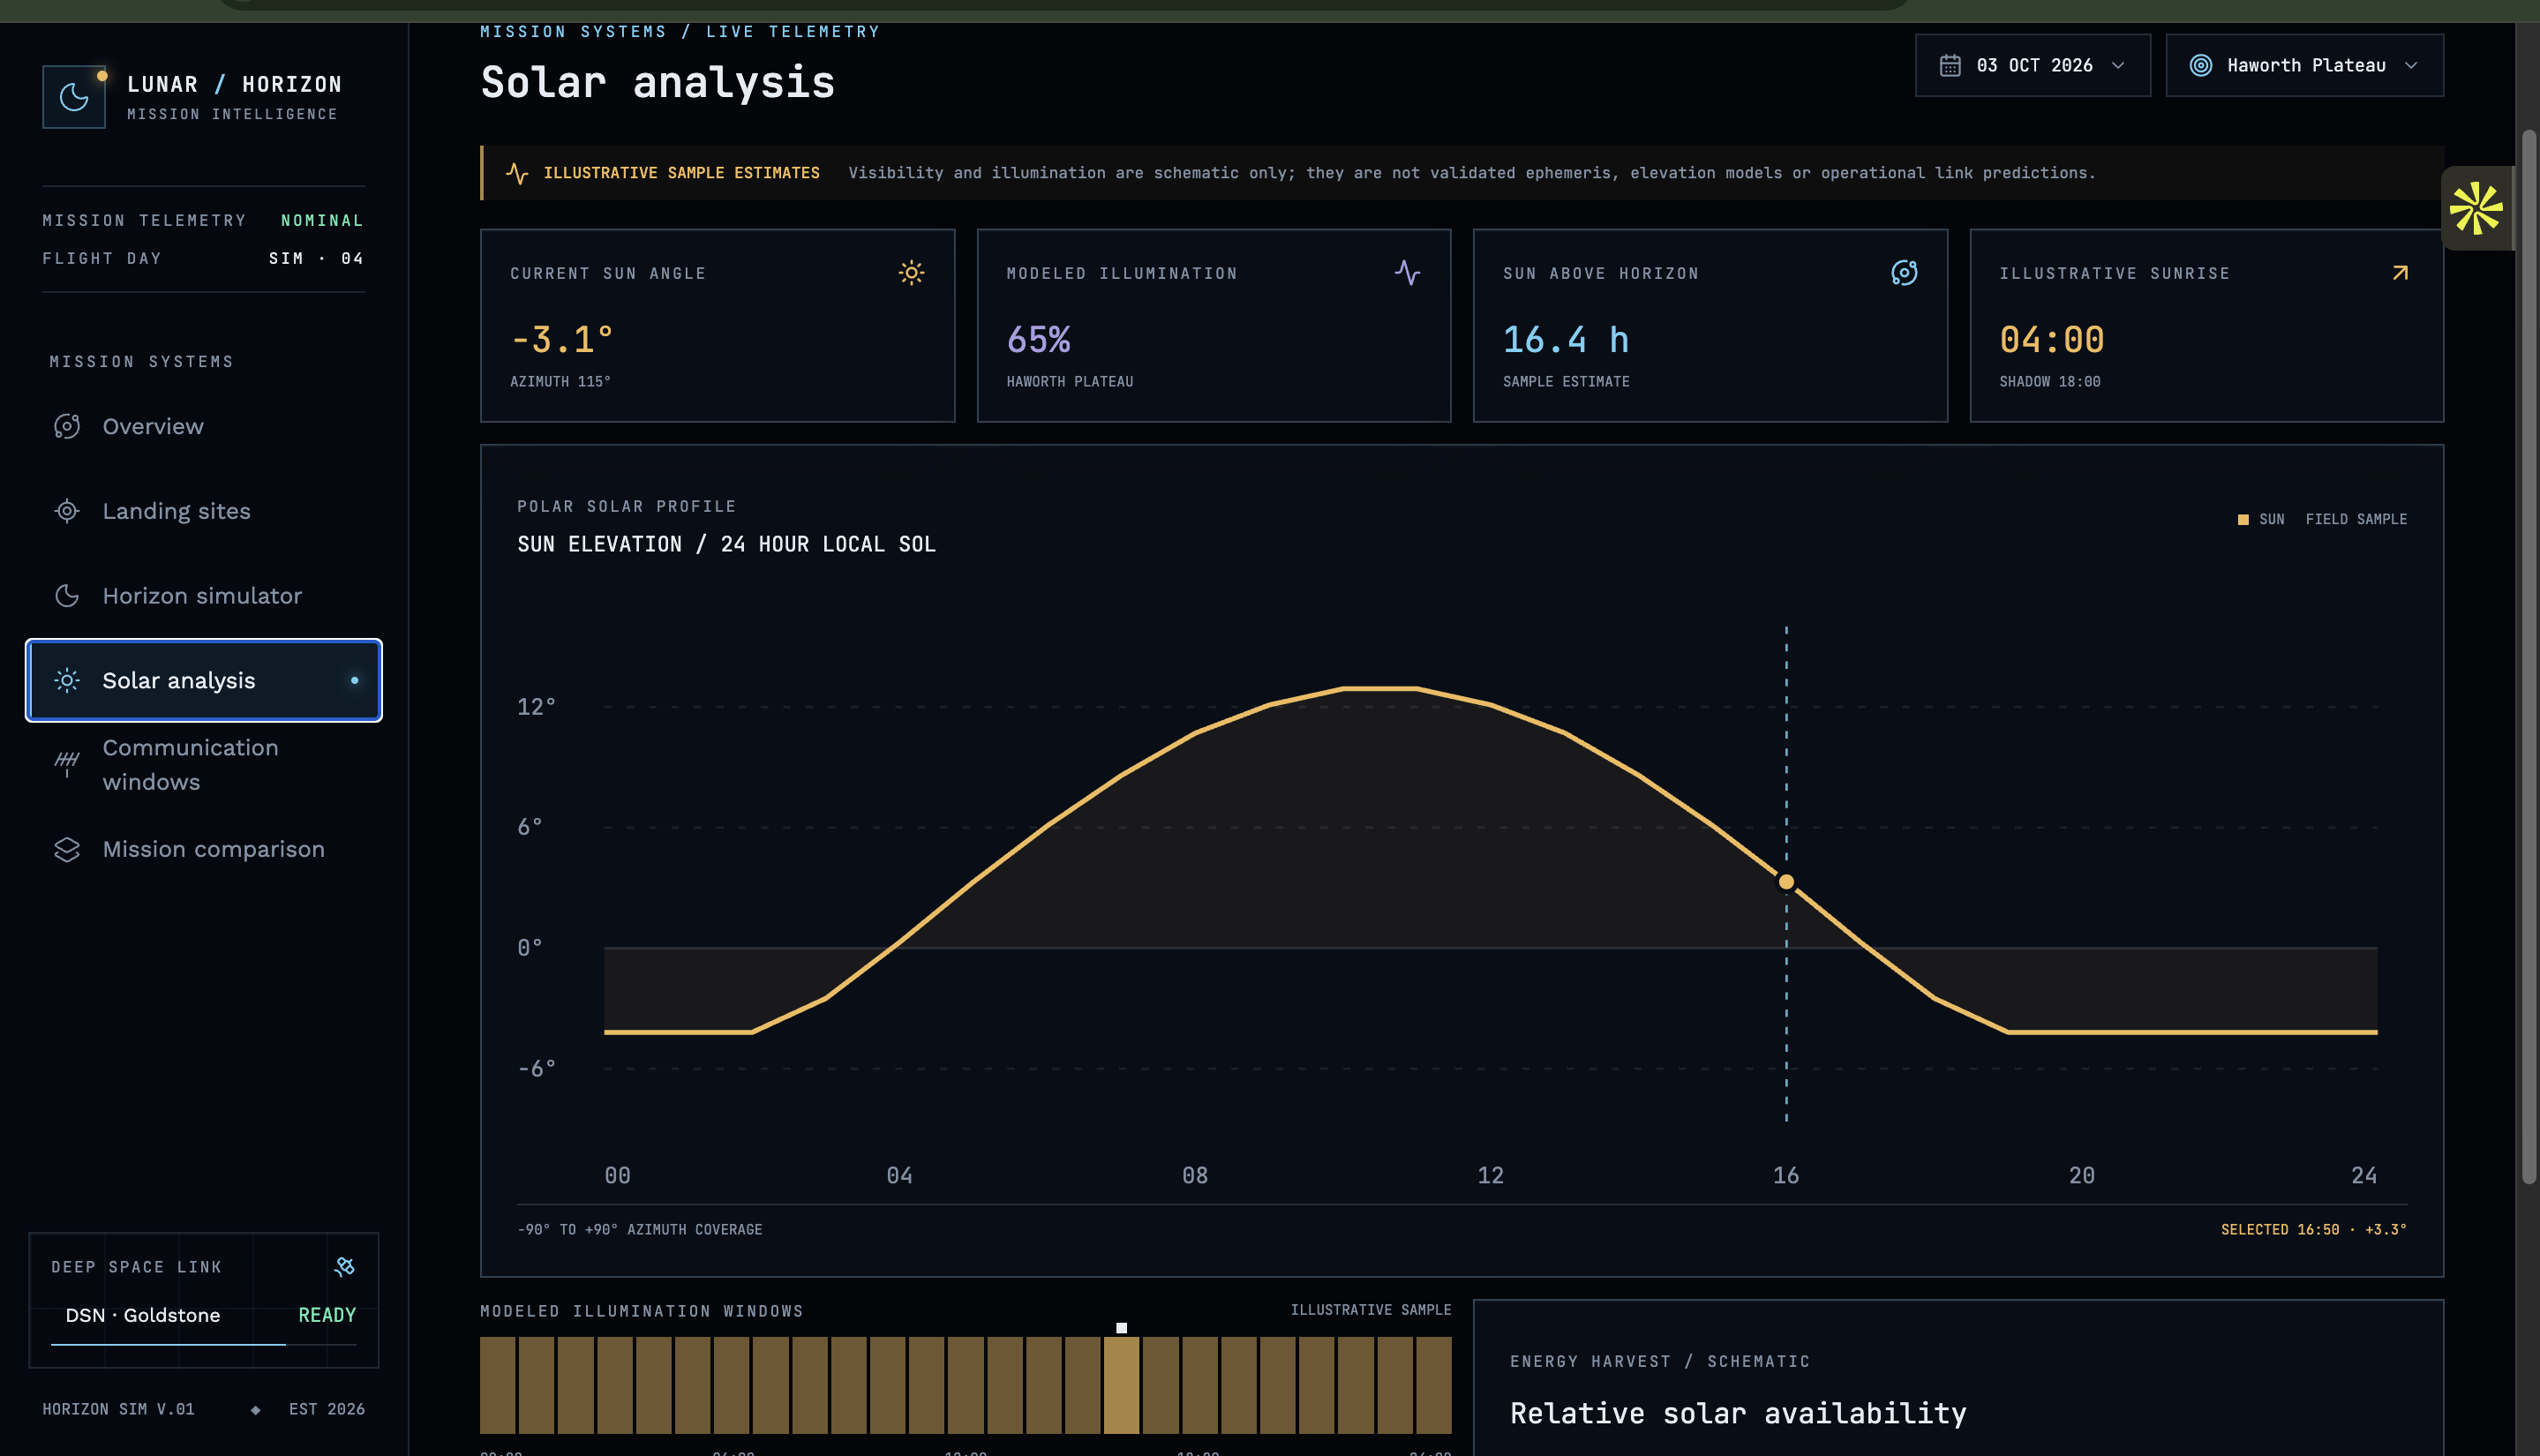 MISSION SYSTEMS / LIVE TELEMETRY
Solar analysis
03 OCT 2026
Haworth Plateau
LUNAR / HORIZON
MISSION INTELLIGENCE
MISSION TELEMETRY NOMINAL
FLIGHT DAY SIM · 04
MISSION SYSTEMS
Overview
Landing sites
Horizon simulator
Solar analysis
Communication
windows
Mission comparison
DEEP SPACE LINK
DSN · Goldstone READY
HORIZON SIM V.01 ◆ EST 2026
ILLUSTRATIVE SAMPLE ESTIMATES Visibility and illumination are schematic only; they are not validated ephemeris, elevation models or operational link predictions.
CURRENT SUN ANGLE
-3.1°
AZIMUTH 115°
MODELED ILLUMINATION
65%
HAWORTH PLATEAU
SUN ABOVE HORIZON
16.4 h
SAMPLE ESTIMATE
ILLUSTRATIVE SUNRISE
04:00
SHADOW 18:00
POLAR SOLAR PROFILE
SUN ELEVATION / 24 HOUR LOCAL SOL
SUN FIELD SAMPLE
12°
6°
0°
-6°
00 04 08 12 16 20 24
-90° TO +90° AZIMUTH COVERAGE
SELECTED 16:50 · +3.3°
MODELED ILLUMINATION WINDOWS
ILLUSTRATIVE SAMPLE
ENERGY HARVEST / SCHEMATIC
Relative solar availability